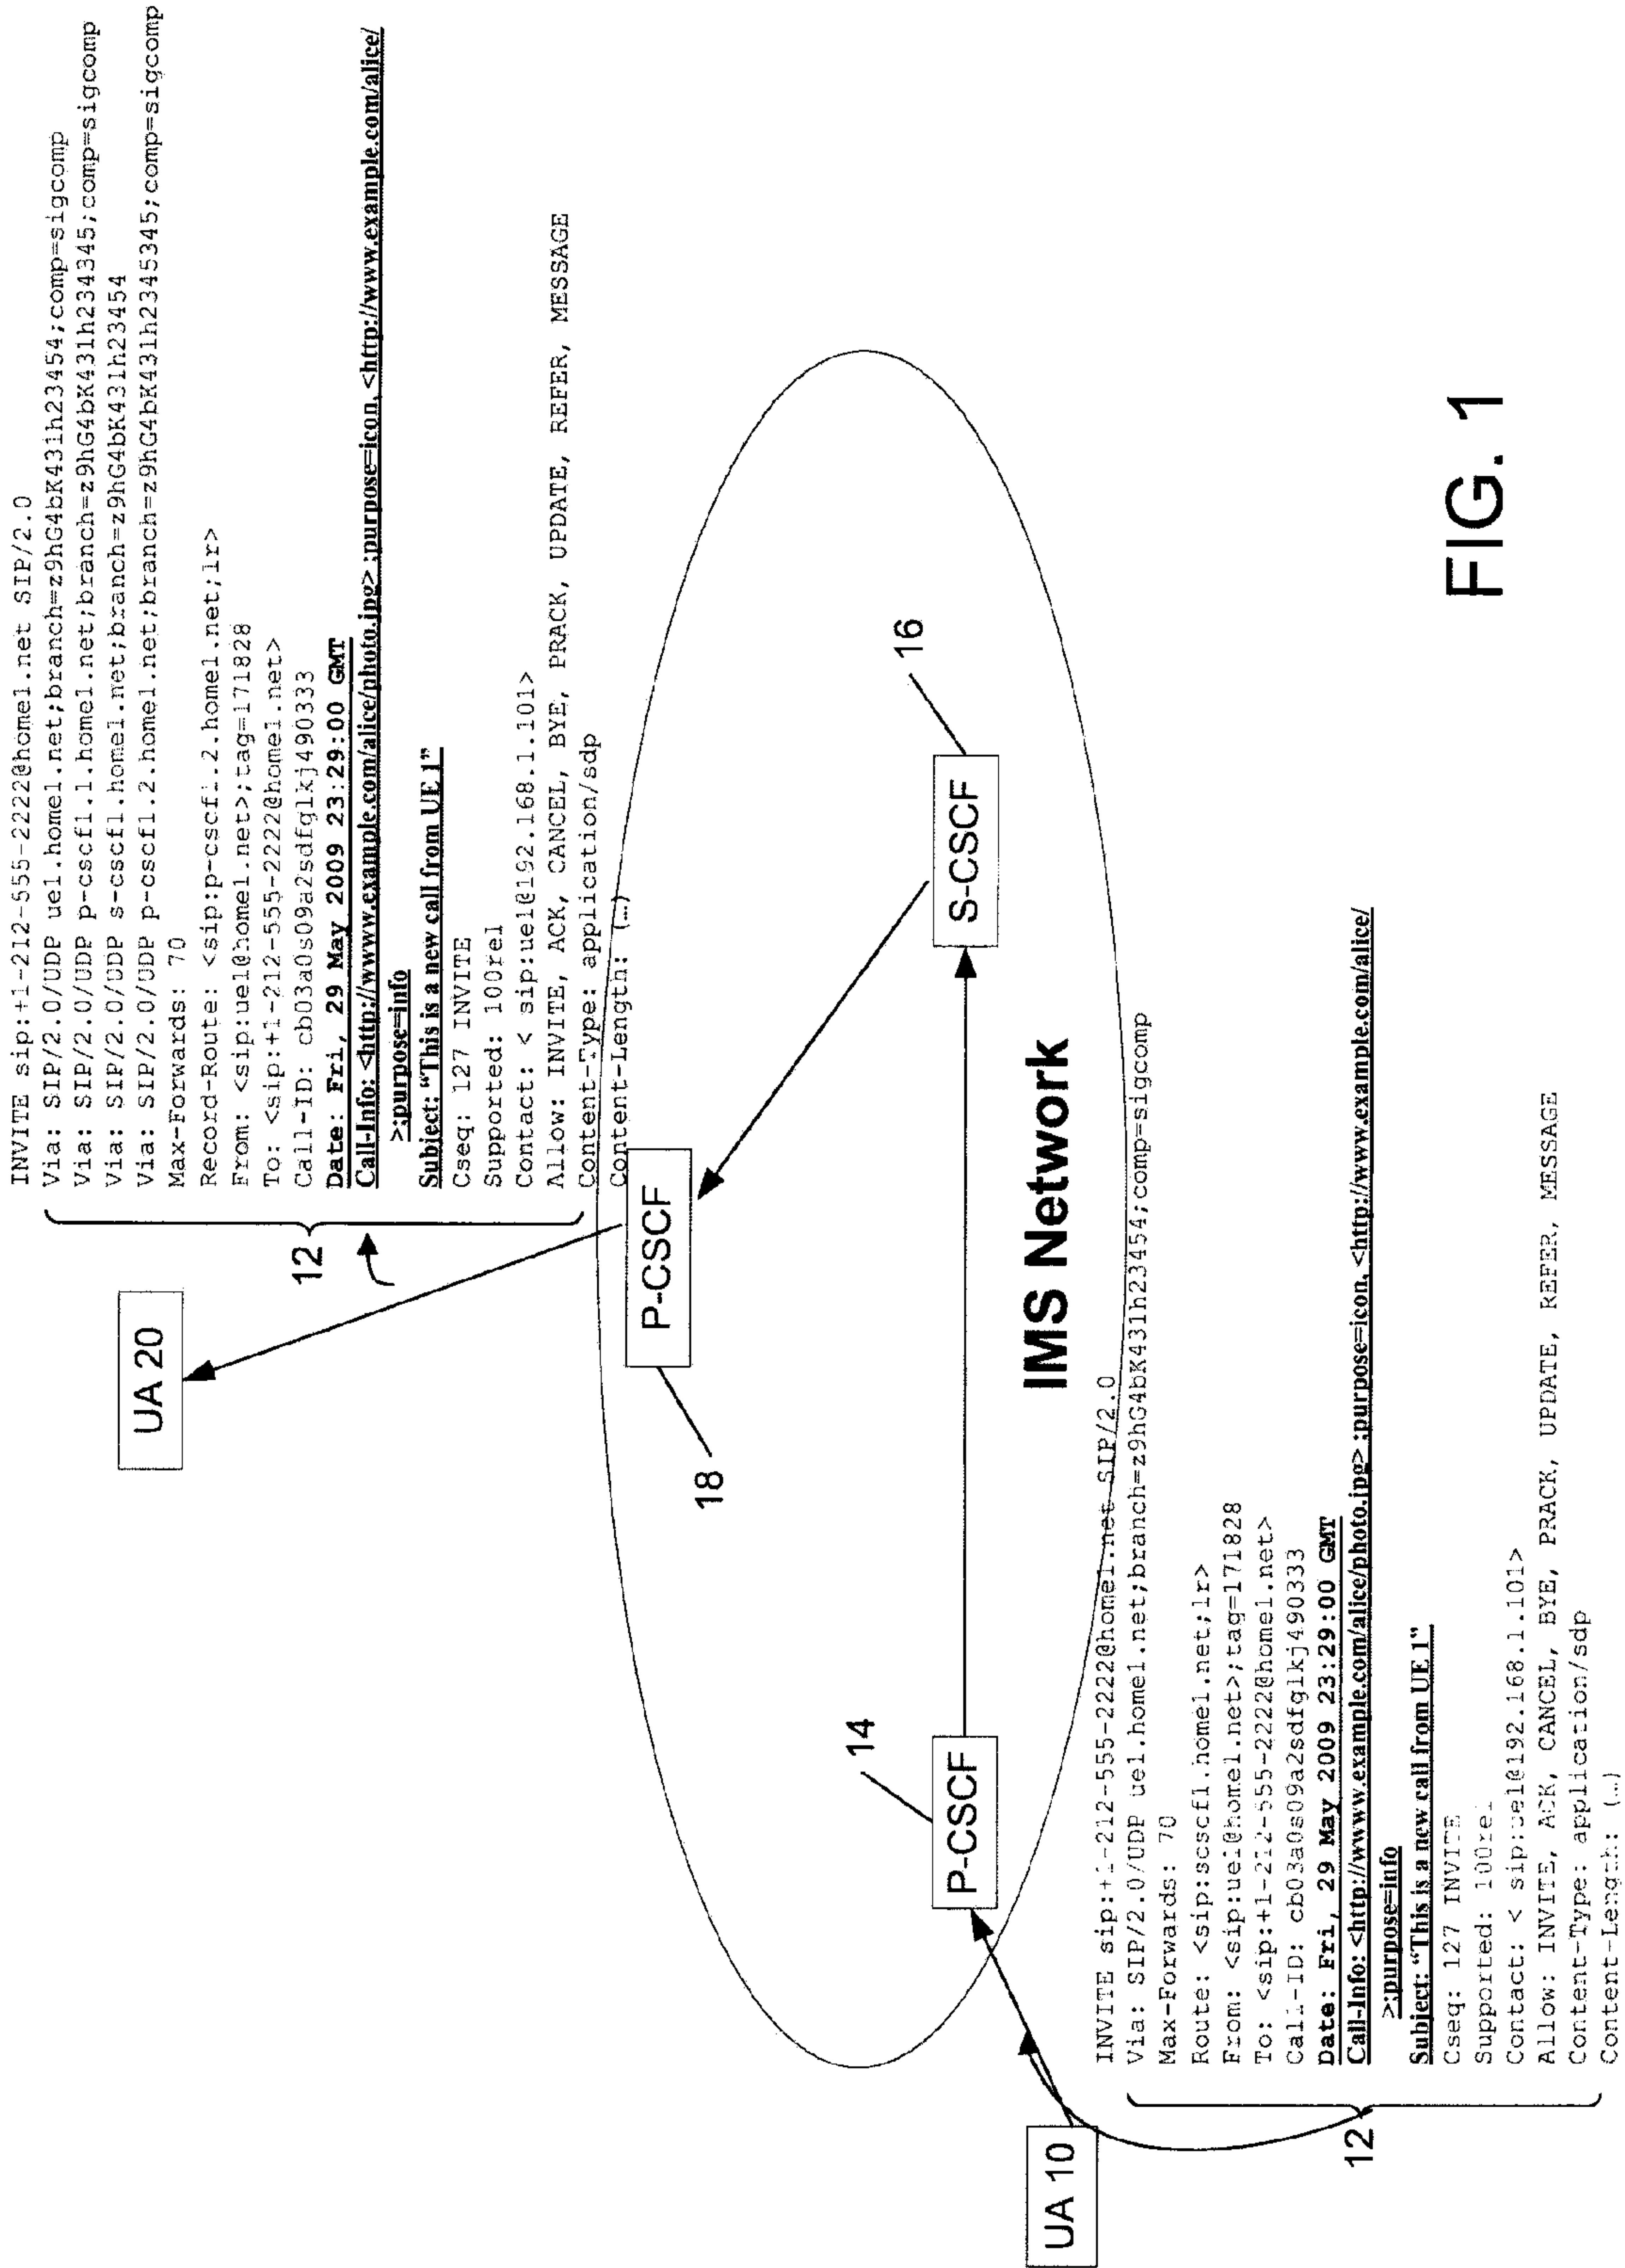 INVITE sip:+1-212-555-2222@home1.net SIP/2.0
Via: SIP/2.0/UDP ue1.home1.net;branch=z9hG4bK431h23454;comp=sigcomp
Via: SIP/2.0/UDP p-cscf1.1.home1.net;branch=z9hG4bK431h234345;comp=sigcomp
Via: SIP/2.0/UDP s-cscf1.home1.net;branch=z9hG4bK431h23454
Via: SIP/2.0/UDP p-cscf1.2.home1.net;branch=z9hG4bK431h2345345;comp=sigcomp
Max-Forwards: 70
Record-Route: <sip:p-cscf1.2.home1.net;lr>
From: <sip:ue1@home1.net>;tag=171828
To: <sip:+1-212-555-2222@home1.net>
Call-ID: cb03a0s09a2sdfglkj490333
Date: Fri, 29 May 2009 23:29:00 GMT
Call-Info: <http://www.example.com/alice/photo.jpg> ;purpose=icon, <http://www.example.com/alice/
>;purpose=info
Subject: “This is a new call from UE 1”
Cseq: 127 INVITE
Supported: 100rel
Contact: < sip:ue1@192.168.1.101>
Allow: INVITE, ACK, CANCEL, BYE, PRACK, UPDATE, REFER, MESSAGE
Content-Type: application/sdp
Content-Length: (…)
12
UA 20
P-CSCF
18
S-CSCF
16
IMS Network
P-CSCF
14
UA 10
12
INVITE sip:+1-212-555-2222@home1.net SIP/2.0
Via: SIP/2.0/UDP ue1.home1.net;branch=z9hG4bK431h23454;comp=sigcomp
Max-Forwards: 70
Route: <sip:scscf1.home1.net;lr>
From: <sip:ue1@home1.net>;tag=171828
To: <sip:+1-212-555-2222@home1.net>
Call-ID: cb03a0s09a2sdfglkj490333
Date: Fri, 29 May 2009 23:29:00 GMT
Call-Info: <http://www.example.com/alice/photo.jpg> ;purpose=icon, <http://www.example.com/alice/
>;purpose=info
Subject: “This is a new call from UE 1”
Cseq: 127 INVITE
Supported: 100rel
Contact: < sip:ue1@192.168.1.101>
Allow: INVITE, ACK, CANCEL, BYE, PRACK, UPDATE, REFER, MESSAGE
Content-Type: application/sdp
Content-Length: (…)
FIG. 1